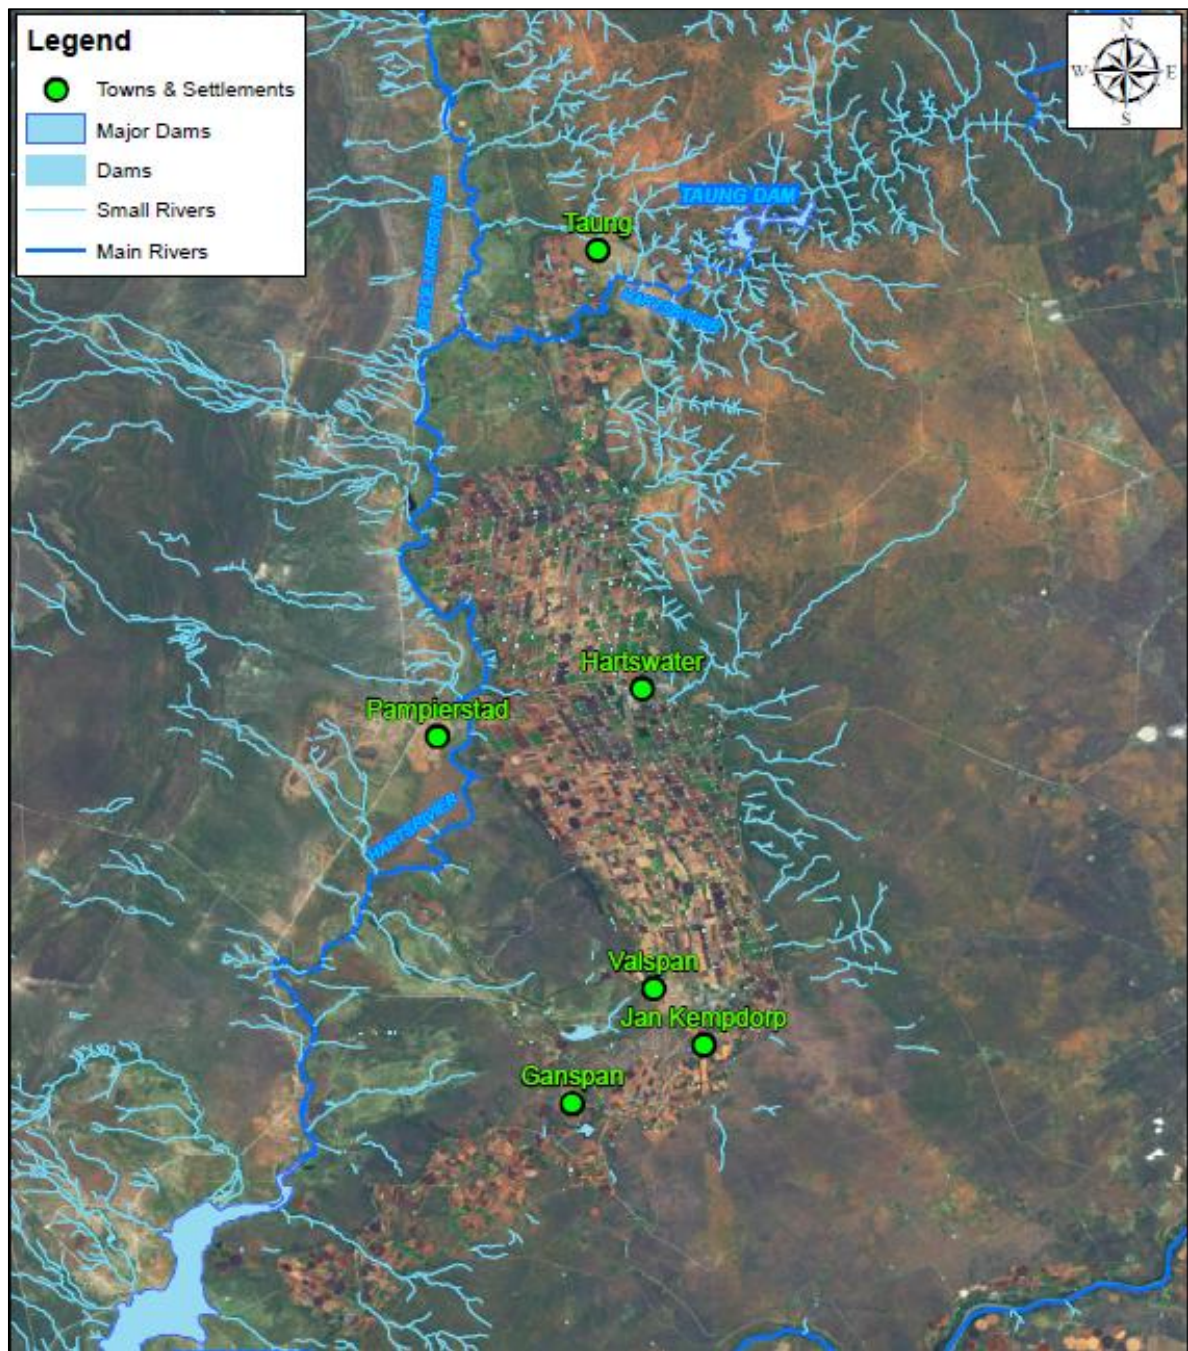 Legend
Towns & Settlements
Major Dams
Dams
Small Rivers
Main Rivers
N
W
E
S
TAUNG DAM
Taung
Hartswater
Pampierstad
HARTSRIVIER
Valspan
Jan Kempdorp
Ganspan